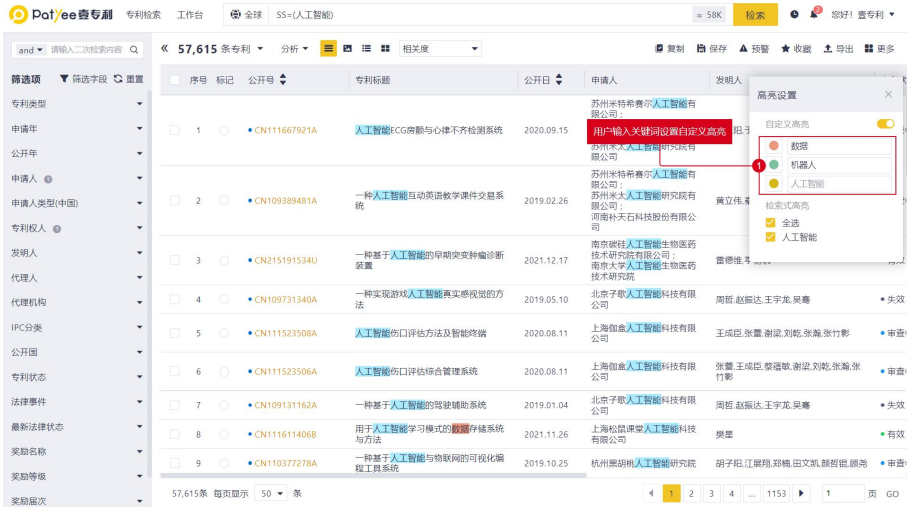 Patyee壹专利 专利检索 工作台 全球 SS=(人工智能) ≈ 58K 检索 2 您好！壹专利
and 请输入二次检索内容 « 57,615 条专利 分析 相关度 复制 保存 预警 收藏 导出 更多
筛选项 筛选字段 重置
专利类型
申请年
公开年
申请人
申请人类型(中国)
专利权人
发明人
代理人
代理机构
IPC分类
公开国
专利状态
法律事件
最新法律状态
奖励名称
奖励等级
奖励届次
序号 标记 公开号 专利标题 公开日 申请人 发明人
1 CN111667921A 人工智能ECG房颤与心律不齐检测系统 2020.09.15
苏州米特希赛尔人工智能有
限公司；
苏州米太人工智能研究院有
限公司
2 CN109389481A 2019.02.26
一种人工智能互动英语教学课件交易系
统
苏州米特希赛尔人工智能有
限公司；
苏州米太人工智能研究院有
限公司；
河南补天石科技股份有限公
司
3 CN215191534U 2021.12.17
一种基于人工智能的早期突变肿瘤诊断
装置
南京碳硅人工智能生物医药
技术研究院有限公司；
南京大学人工智能生物医药
技术研究院
4 CN109731340A 2019.05.10
一种实现游戏人工智能真实感视觉的方
法
北京子歌人工智能科技有限
公司
周哲,赵振达,王宇龙,吴骞 失效
5 CN111523508A 人工智能伤口评估方法及智能终端 2020.08.11
上海伽盒人工智能科技有限
公司
王成臣,张蕾,谢梁,刘乾,张瀚,张竹影 审查
6 CN111523506A 人工智能伤口评估综合管理系统 2020.08.11
上海伽盒人工智能科技有限
公司
张蕾,王成臣,蔡蕴敏,谢梁,刘乾,张瀚,张
竹影
审查
7 CN109131162A 一种基于人工智能的驾驶辅助系统 2019.01.04
北京子歌人工智能科技有限
公司
周哲,赵振达,王宇龙,吴骞 失效
8 CN111611406B 2021.11.26
用于人工智能学习模式的数据存储系统
与方法
上海松鼠课堂人工智能科技
有限公司
樊星 有效
9 CN110377278A 2019.10.25
一种基于人工智能与物联网的可视化编
程工具系统
杭州黑胡桃人工智能研究院 胡子阳,江展翔,郑楠,田文凯,颜哲锟,顾尧 审查
用户输入关键词设置自定义高亮
1
高亮设置
自定义高亮
数据
机器人
人工智能
检索式高亮
全选
人工智能
57,615条 每页显示 50 条 1 2 3 4 ... 1153 1 页 GO